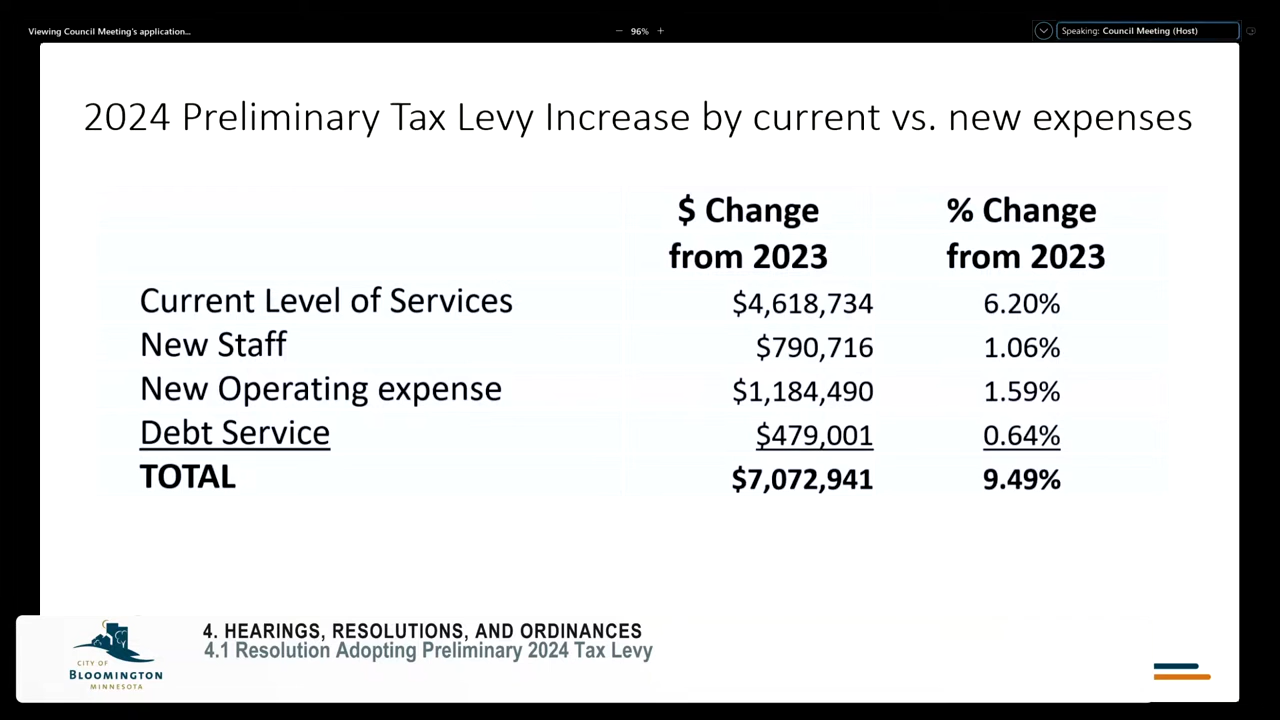 Viewing Council Meeting's application...
96%
Speaking: Council Meeting (Host)
2024 Preliminary Tax Levy Increase by current vs. new expenses
$ Change from 2023
% Change from 2023
Current Level of Services $4,618,734 6.20%
New Staff $790,716 1.06%
New Operating expense $1,184,490 1.59%
Debt Service $479,001 0.64%
TOTAL $7,072,941 9.49%
4. HEARINGS, RESOLUTIONS, AND ORDINANCES
4.1 Resolution Adopting Preliminary 2024 Tax Levy
CITY OF
BLOOMINGTON
MINNESOTA